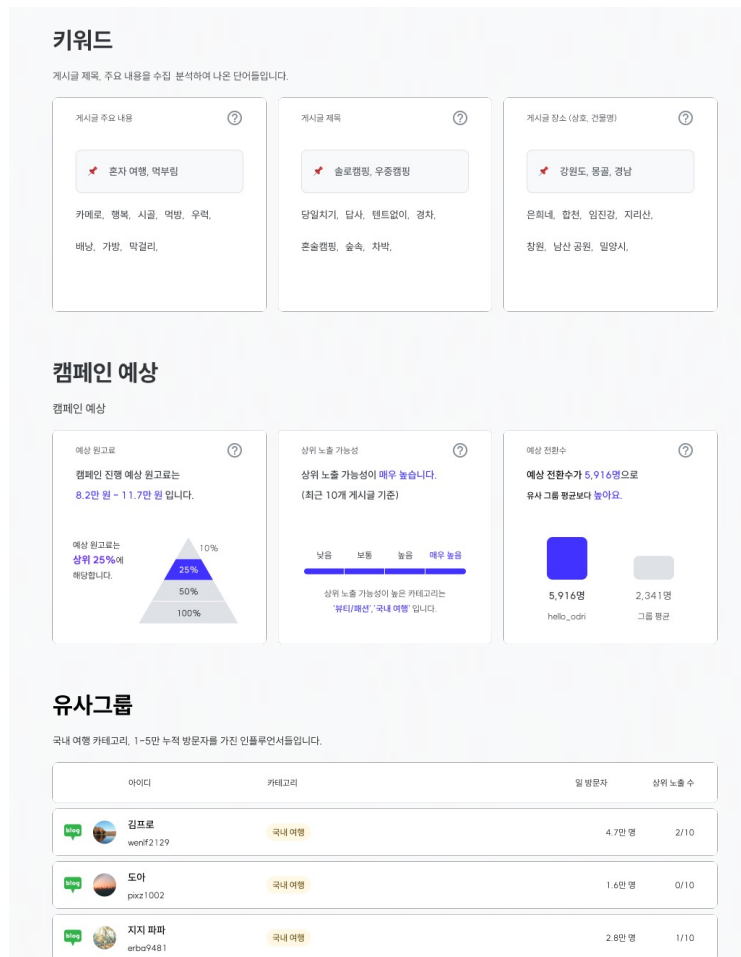 키워드
게시글 제목, 주요 내용을 수집 분석하여 나온 단어들입니다.
게시글 주요 내용
혼자 여행, 먹부림
카메로, 행복, 시골, 먹방, 우럭,
배낭, 가방, 막걸리,
게시글 제목
솔로캠핑, 우중캠핑
당일치기, 답사, 텐트없이, 경차,
혼술캠핑, 숲속, 차박,
게시글 장소 (상호, 건물명)
강원도, 몽골, 경남
은희네, 합천, 임진강, 지리산,
창원, 남산 공원, 밀양시,
캠페인 예상
캠페인 예상
예상 원고료
캠페인 진행 예상 원고료는
8.2만 원 - 11.7만 원 입니다.
예상 원고료는
상위 25%에
해당합니다.
10%
25%
50%
100%
상위 노출 가능성
상위 노출 가능성이 매우 높습니다.
(최근 10개 게시글 기준)
낮음 보통 높음 매우 높음
상위 노출 가능성이 높은 카테고리는
'뷰티/패션','국내 여행' 입니다.
예상 전환수
예상 전환수가 5,916명으로
유사 그룹 평균보다 높아요.
5,916명 2,341명
hello_odri 그룹 평균
유사그룹
국내 여행 카테고리, 1-5만 누적 방문자를 가진 인플루언서들입니다.
아이디 카테고리 일 방문자 상위 노출 수
blog 김프로 국내 여행 4.7만 명 2/10
wenlf2129
blog 도아 국내 여행 1.6만 명 0/10
pixz1002
blog 지지 파파 국내 여행 2.8만 명 1/10
erba9481